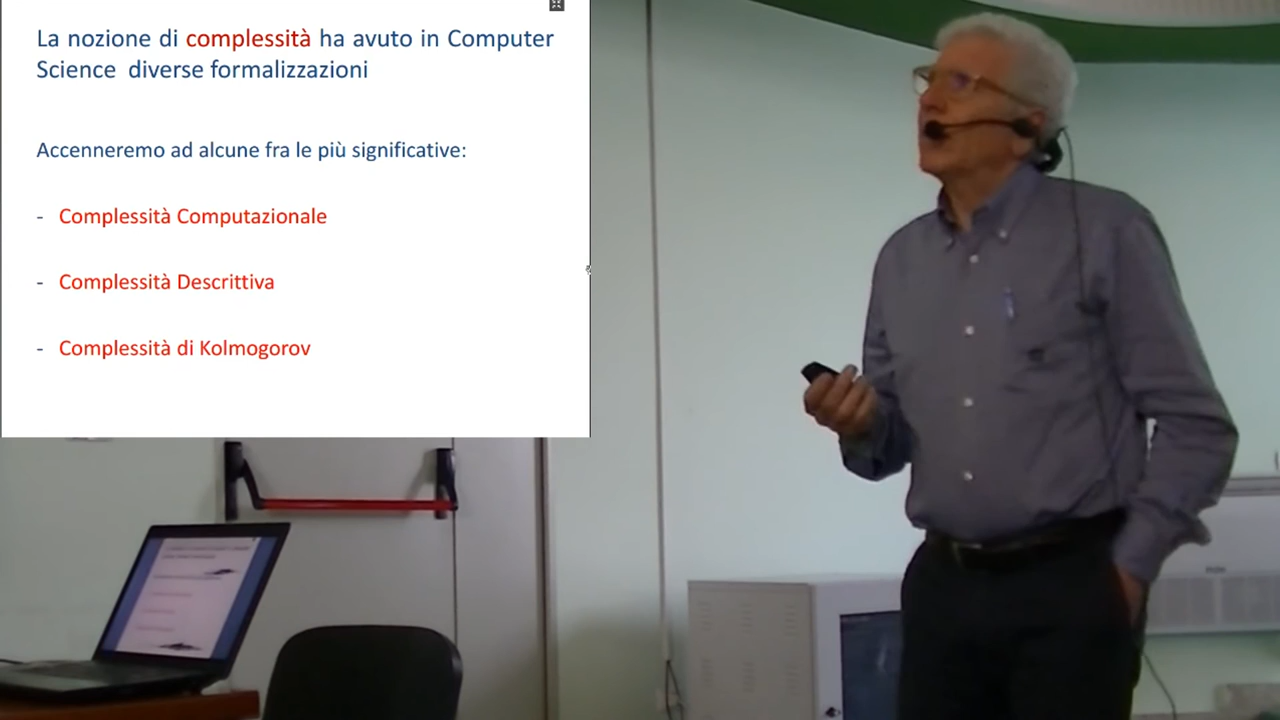 La nozione di complessità ha avuto in Computer
Science diverse formalizzazioni
Accenneremo ad alcune fra le più significative:
- Complessità Computazionale
- Complessità Descrittiva
- Complessità di Kolmogorov